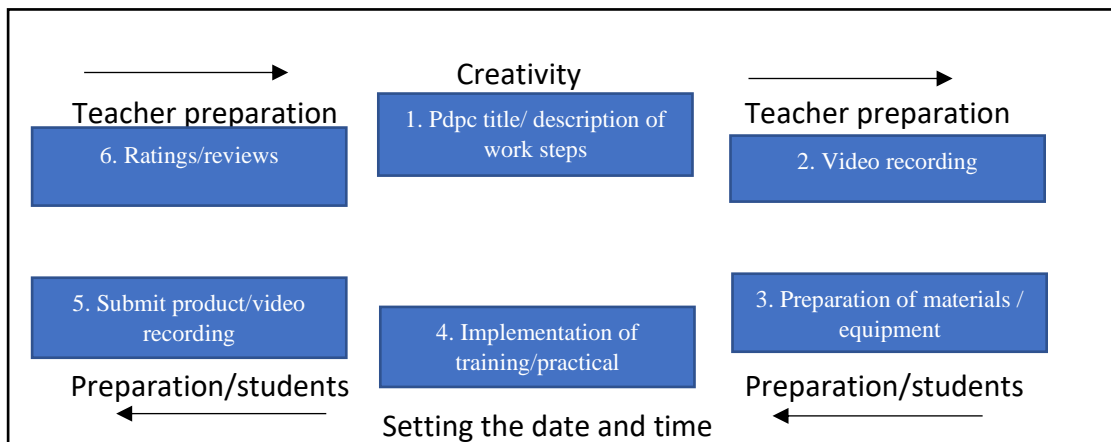 Creativity
Teacher preparation
6. Ratings/reviews
1. Pdpc title/ description of
work steps
Teacher preparation
2. Video recording
5. Submit product/video
recording
Preparation/students
4. Implementation of
training/practical
Setting the date and time
3. Preparation of materials /
equipment
Preparation/students